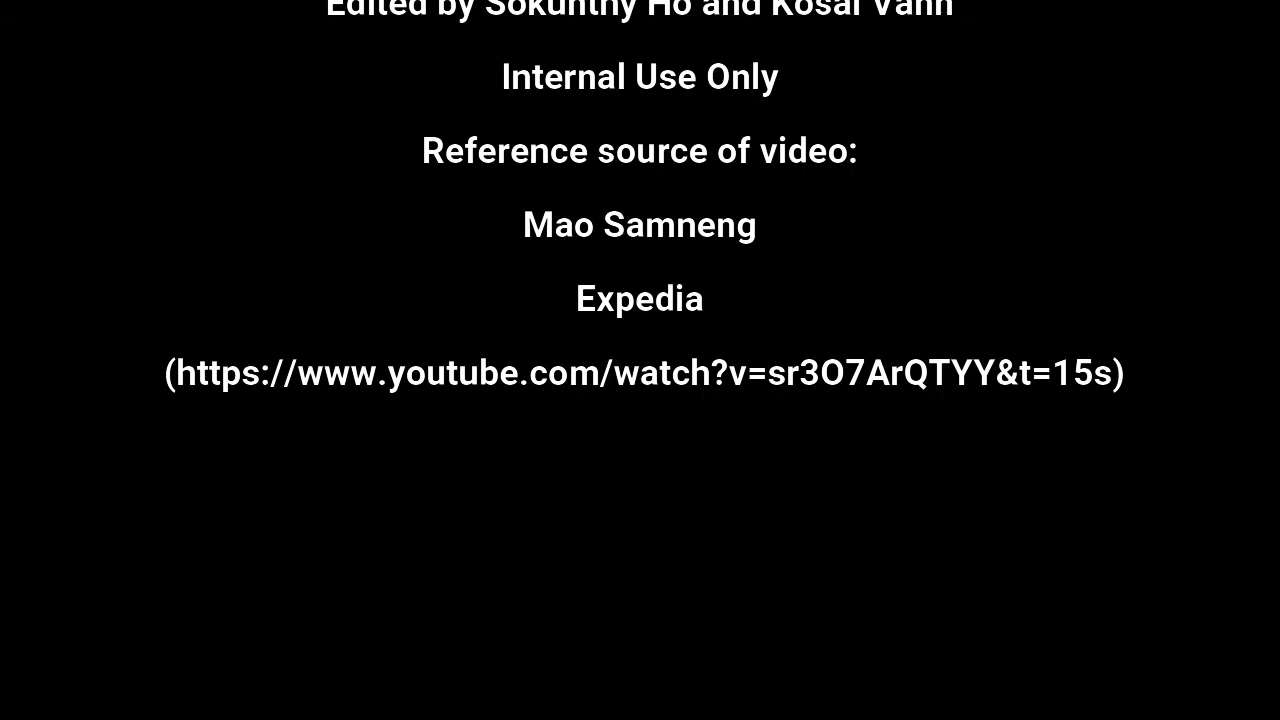 Edited by Sokunthy Ho and Kosal Vann
Internal Use Only
Reference source of video:
Mao Samneng
Expedia
(https://www.youtube.com/watch?v=sr3O7ArQTYY&t=15s)